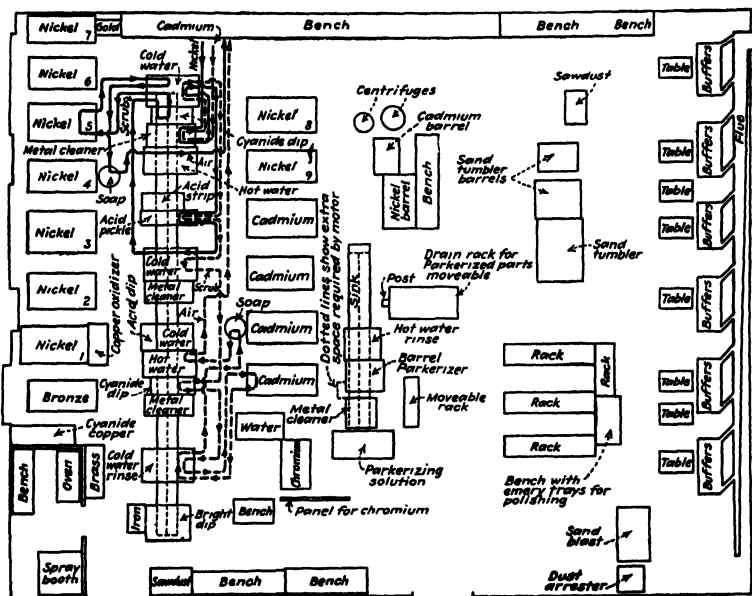 Nickel
7
Gold
Cadmium
Bench
Bench
Bench
Nickel
6
Cold
water
Nickel
Scrub
Sawdust
Table
Buffers
Flue
Nickel
5
Metal cleaner
Centrifuges
Cadmium
barrel
Nickel
8
Cyanide dip
Air
Hot water
Nickel
9
Nickel
4
Soap
Acid
strip
Acid
pickle
Nickel
barrel
Bench
Sand
tumbler
barrels
Table
Buffers
Table
Nickel
3
Cadmium
Sand
tumbler
Table
Buffers
Cold
water
Metal
cleaner
Scrub
Cadmium
Dotted lines show extra
space required by motor
Sink
Post
Drain rack for
Parkerized parts
moveable
Nickel
2
Copper oxidizer
Acid dip
Air
Soap
Cold
water
Cadmium
Hot water
rinse
Table
Buffers
Nickel
1
Hot
water
Barrel
Parkerizer
Rack
Rack
Bronze
Cyanide
dip
Metal
cleaner
Cadmium
Metal
cleaner
Moveable
rack
Rack
Table
Buffers
Table
Cyanide
copper
Water
Chromium
Rack
Bench
Oven
Brass
Cold
water
rinse
Parkerizing
solution
Bench with
emery trays for
polishing
Table
Buffers
Iron
Bright
dip
Bench
Panel for chromium
Sand
blast
Spray
booth
Sawdust
Bench
Bench
Dust
arrester